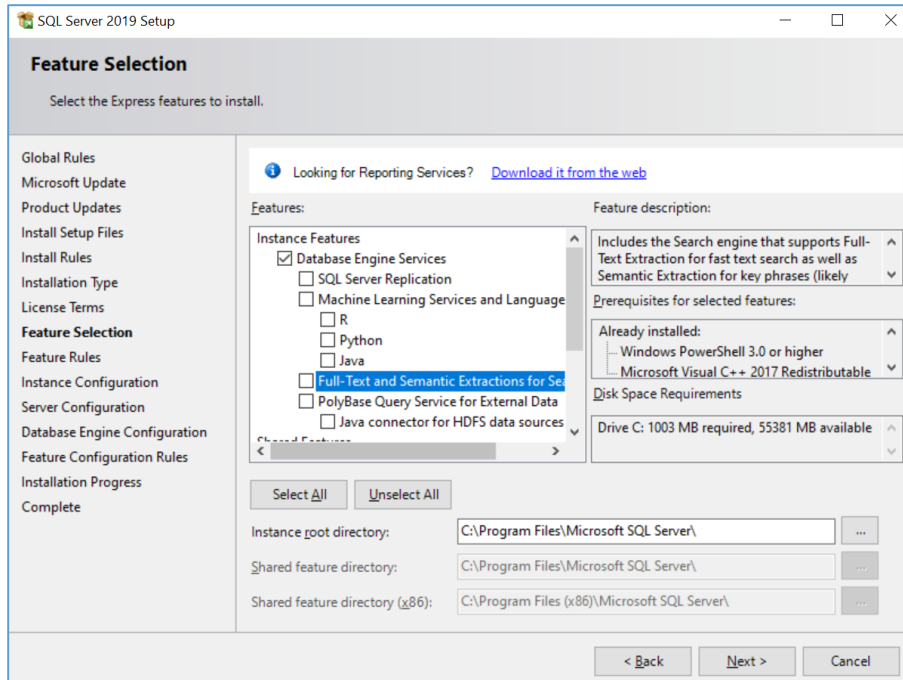 SQL Server 2019 Setup
Feature Selection
Select the Express features to install.
Global Rules
Microsoft Update
Product Updates
Install Setup Files
Install Rules
Installation Type
License Terms
Feature Selection
Feature Rules
Instance Configuration
Server Configuration
Database Engine Configuration
Feature Configuration Rules
Installation Progress
Complete
Looking for Reporting Services? Download it from the web
Features:
Instance Features
Database Engine Services
SQL Server Replication
Machine Learning Services and Language
R
Python
Java
Full-Text and Semantic Extractions for Sea
PolyBase Query Service for External Data
Java connector for HDFS data sources
Shared Features
Feature description:
Includes the Search engine that supports Full-
Text Extraction for fast text search as well as
Semantic Extraction for key phrases (likely
Prerequisites for selected features:
Already installed:
Windows PowerShell 3.0 or higher
Microsoft Visual C++ 2017 Redistributable
Disk Space Requirements
Drive C: 1003 MB required, 55381 MB available
Select All
Unselect All
Instance root directory:
C:\Program Files\Microsoft SQL Server\
...
Shared feature directory:
C:\Program Files\Microsoft SQL Server\
...
Shared feature directory (x86):
C:\Program Files (x86)\Microsoft SQL Server\
...
< Back
Next >
Cancel